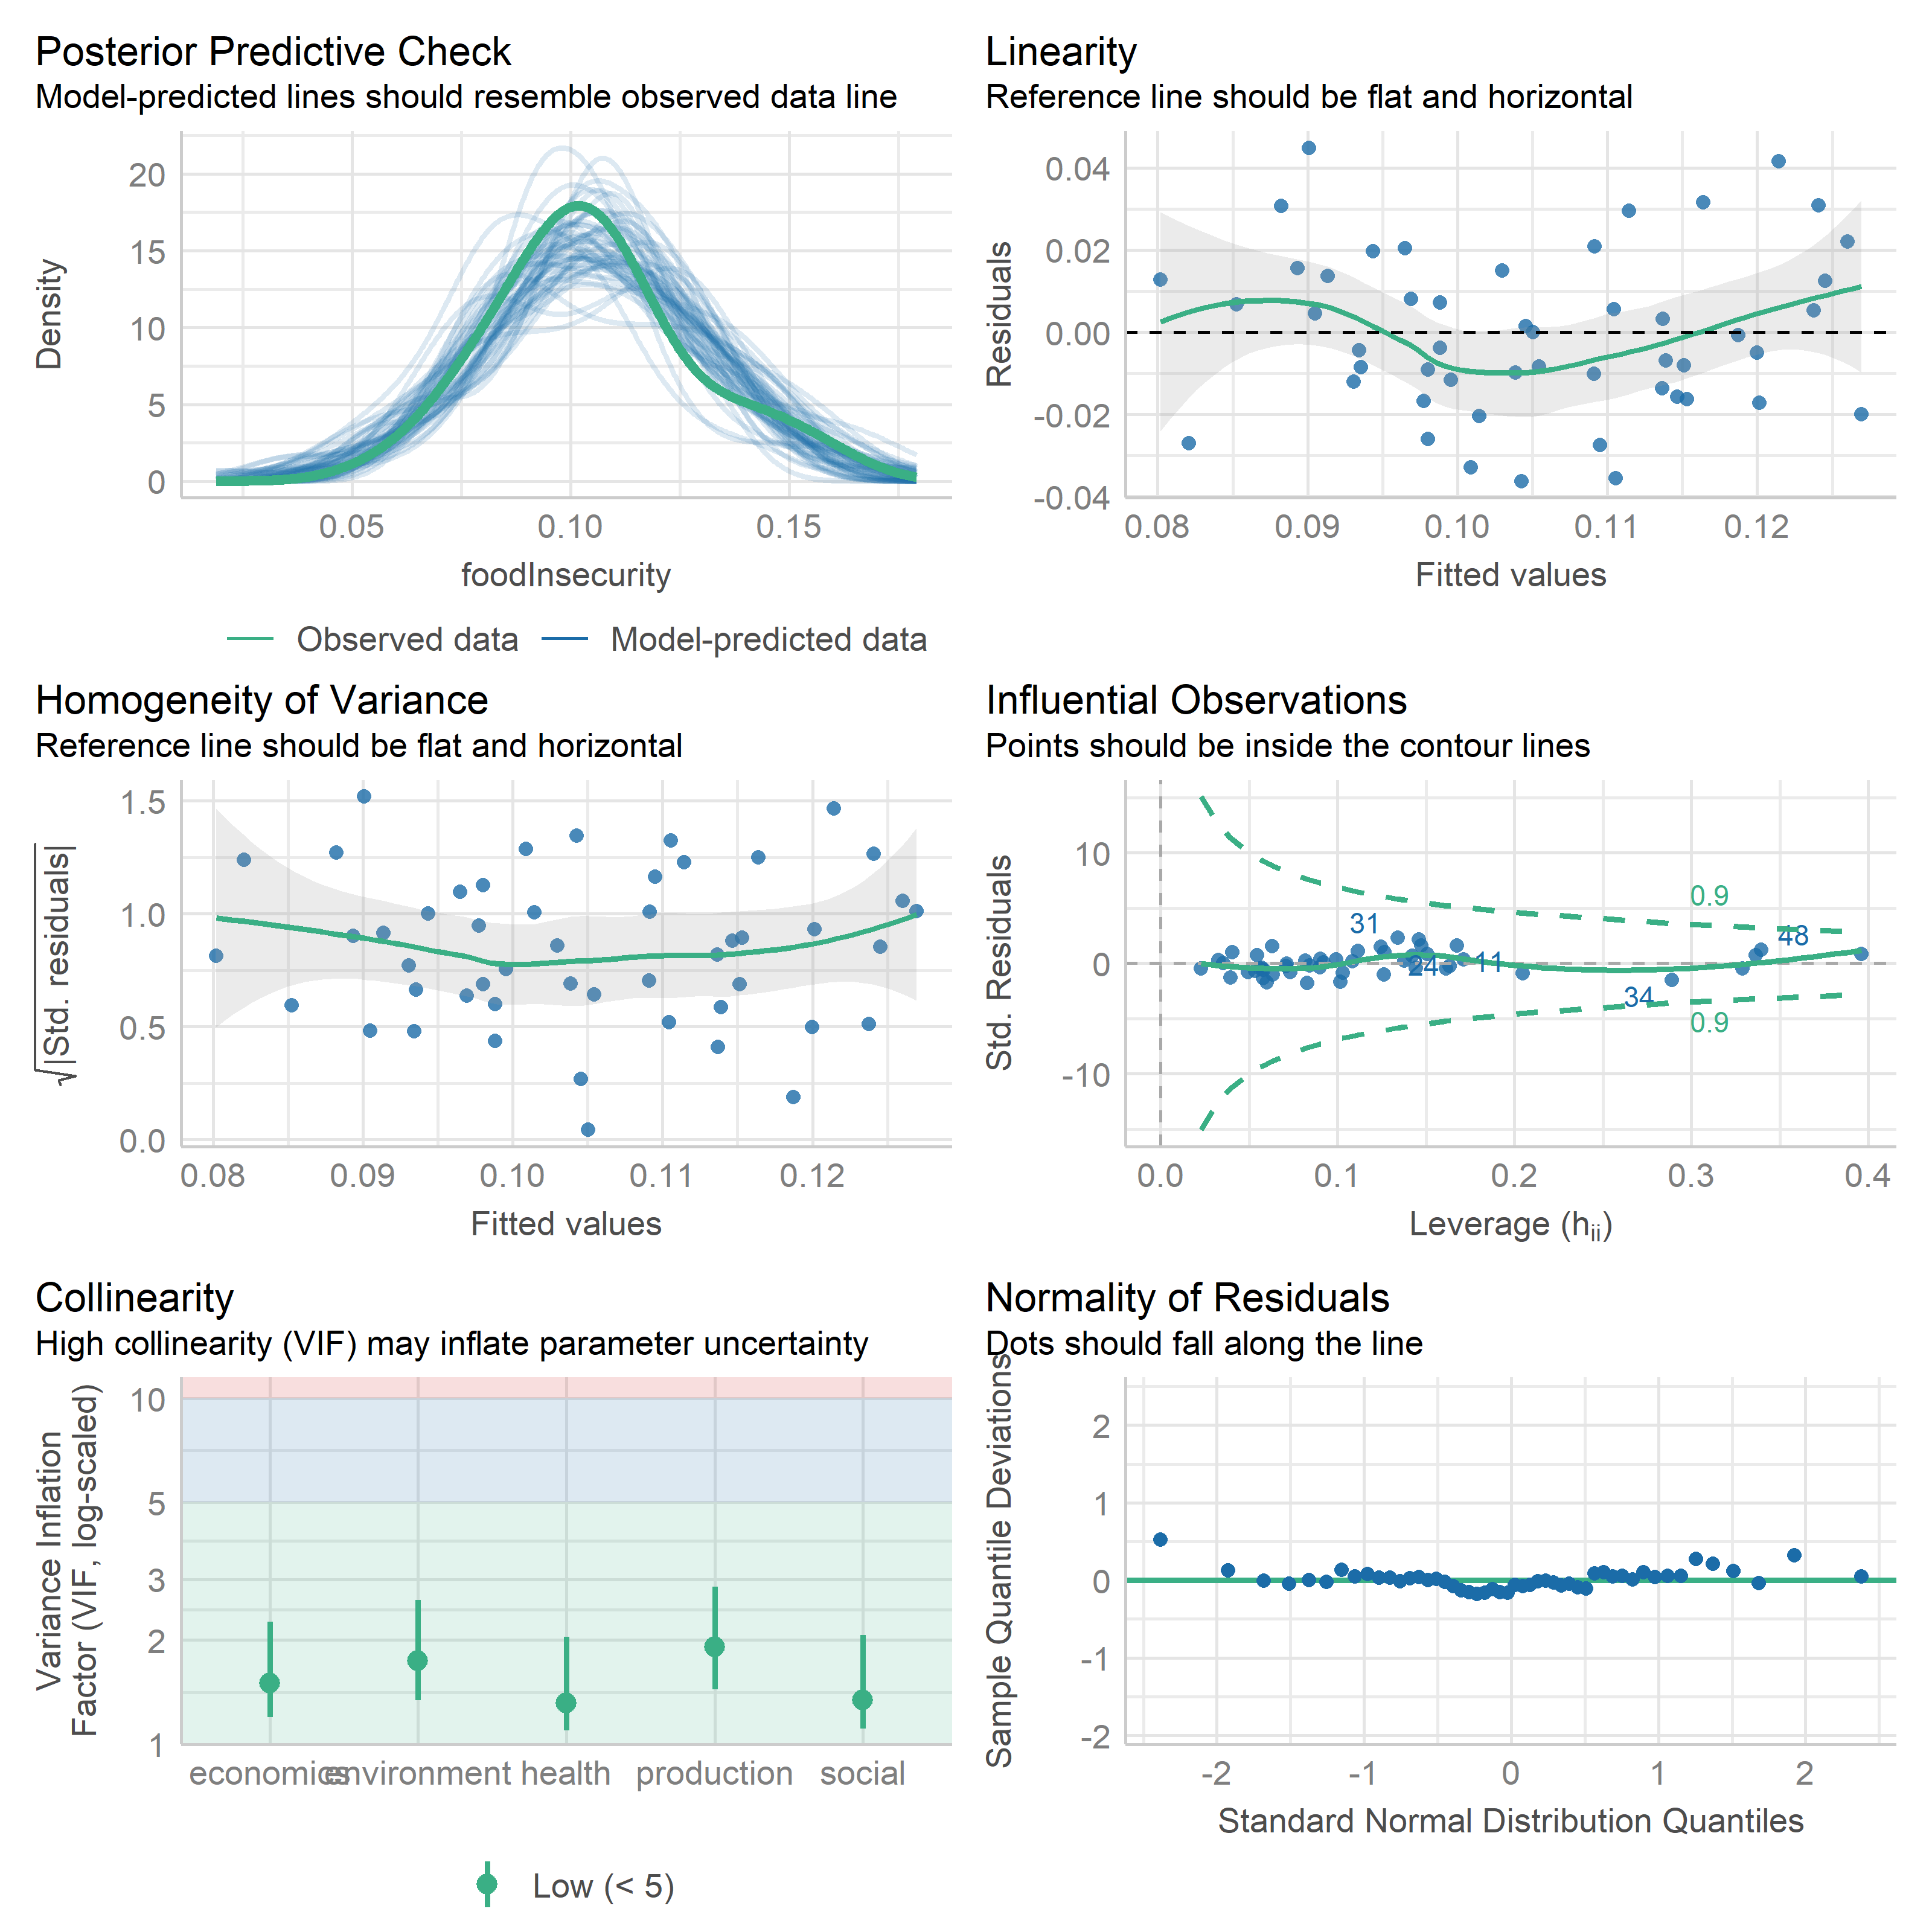 Posterior Predictive Check
Model-predicted lines should resemble observed data line
Density
20
15
10
5
0
0.05 0.10 0.15
foodInsecurity
Observed data Model-predicted data
Linearity
Reference line should be flat and horizontal
Residuals
0.04
0.02
0.00
-0.02
-0.04
0.08 0.09 0.10 0.11 0.12
Fitted values
Homogeneity of Variance
Reference line should be flat and horizontal
√|Std. residuals|
1.5
1.0
0.5
0.0
0.08 0.09 0.10 0.11 0.12
Fitted values
Influential Observations
Points should be inside the contour lines
Std. Residuals
10
0
-10
0.9
31
48
24
11
34
0.9
0.0 0.1 0.2 0.3 0.4
Leverage (hii)
Collinearity
High collinearity (VIF) may inflate parameter uncertainty
Variance Inflation
Factor (VIF, log-scaled)
10
5
3
2
1
economics environment health production social
Low (< 5)
Normality of Residuals
Dots should fall along the line
Sample Quantile Deviations
2
1
0
-1
-2
-2 -1 0 1 2
Standard Normal Distribution Quantiles